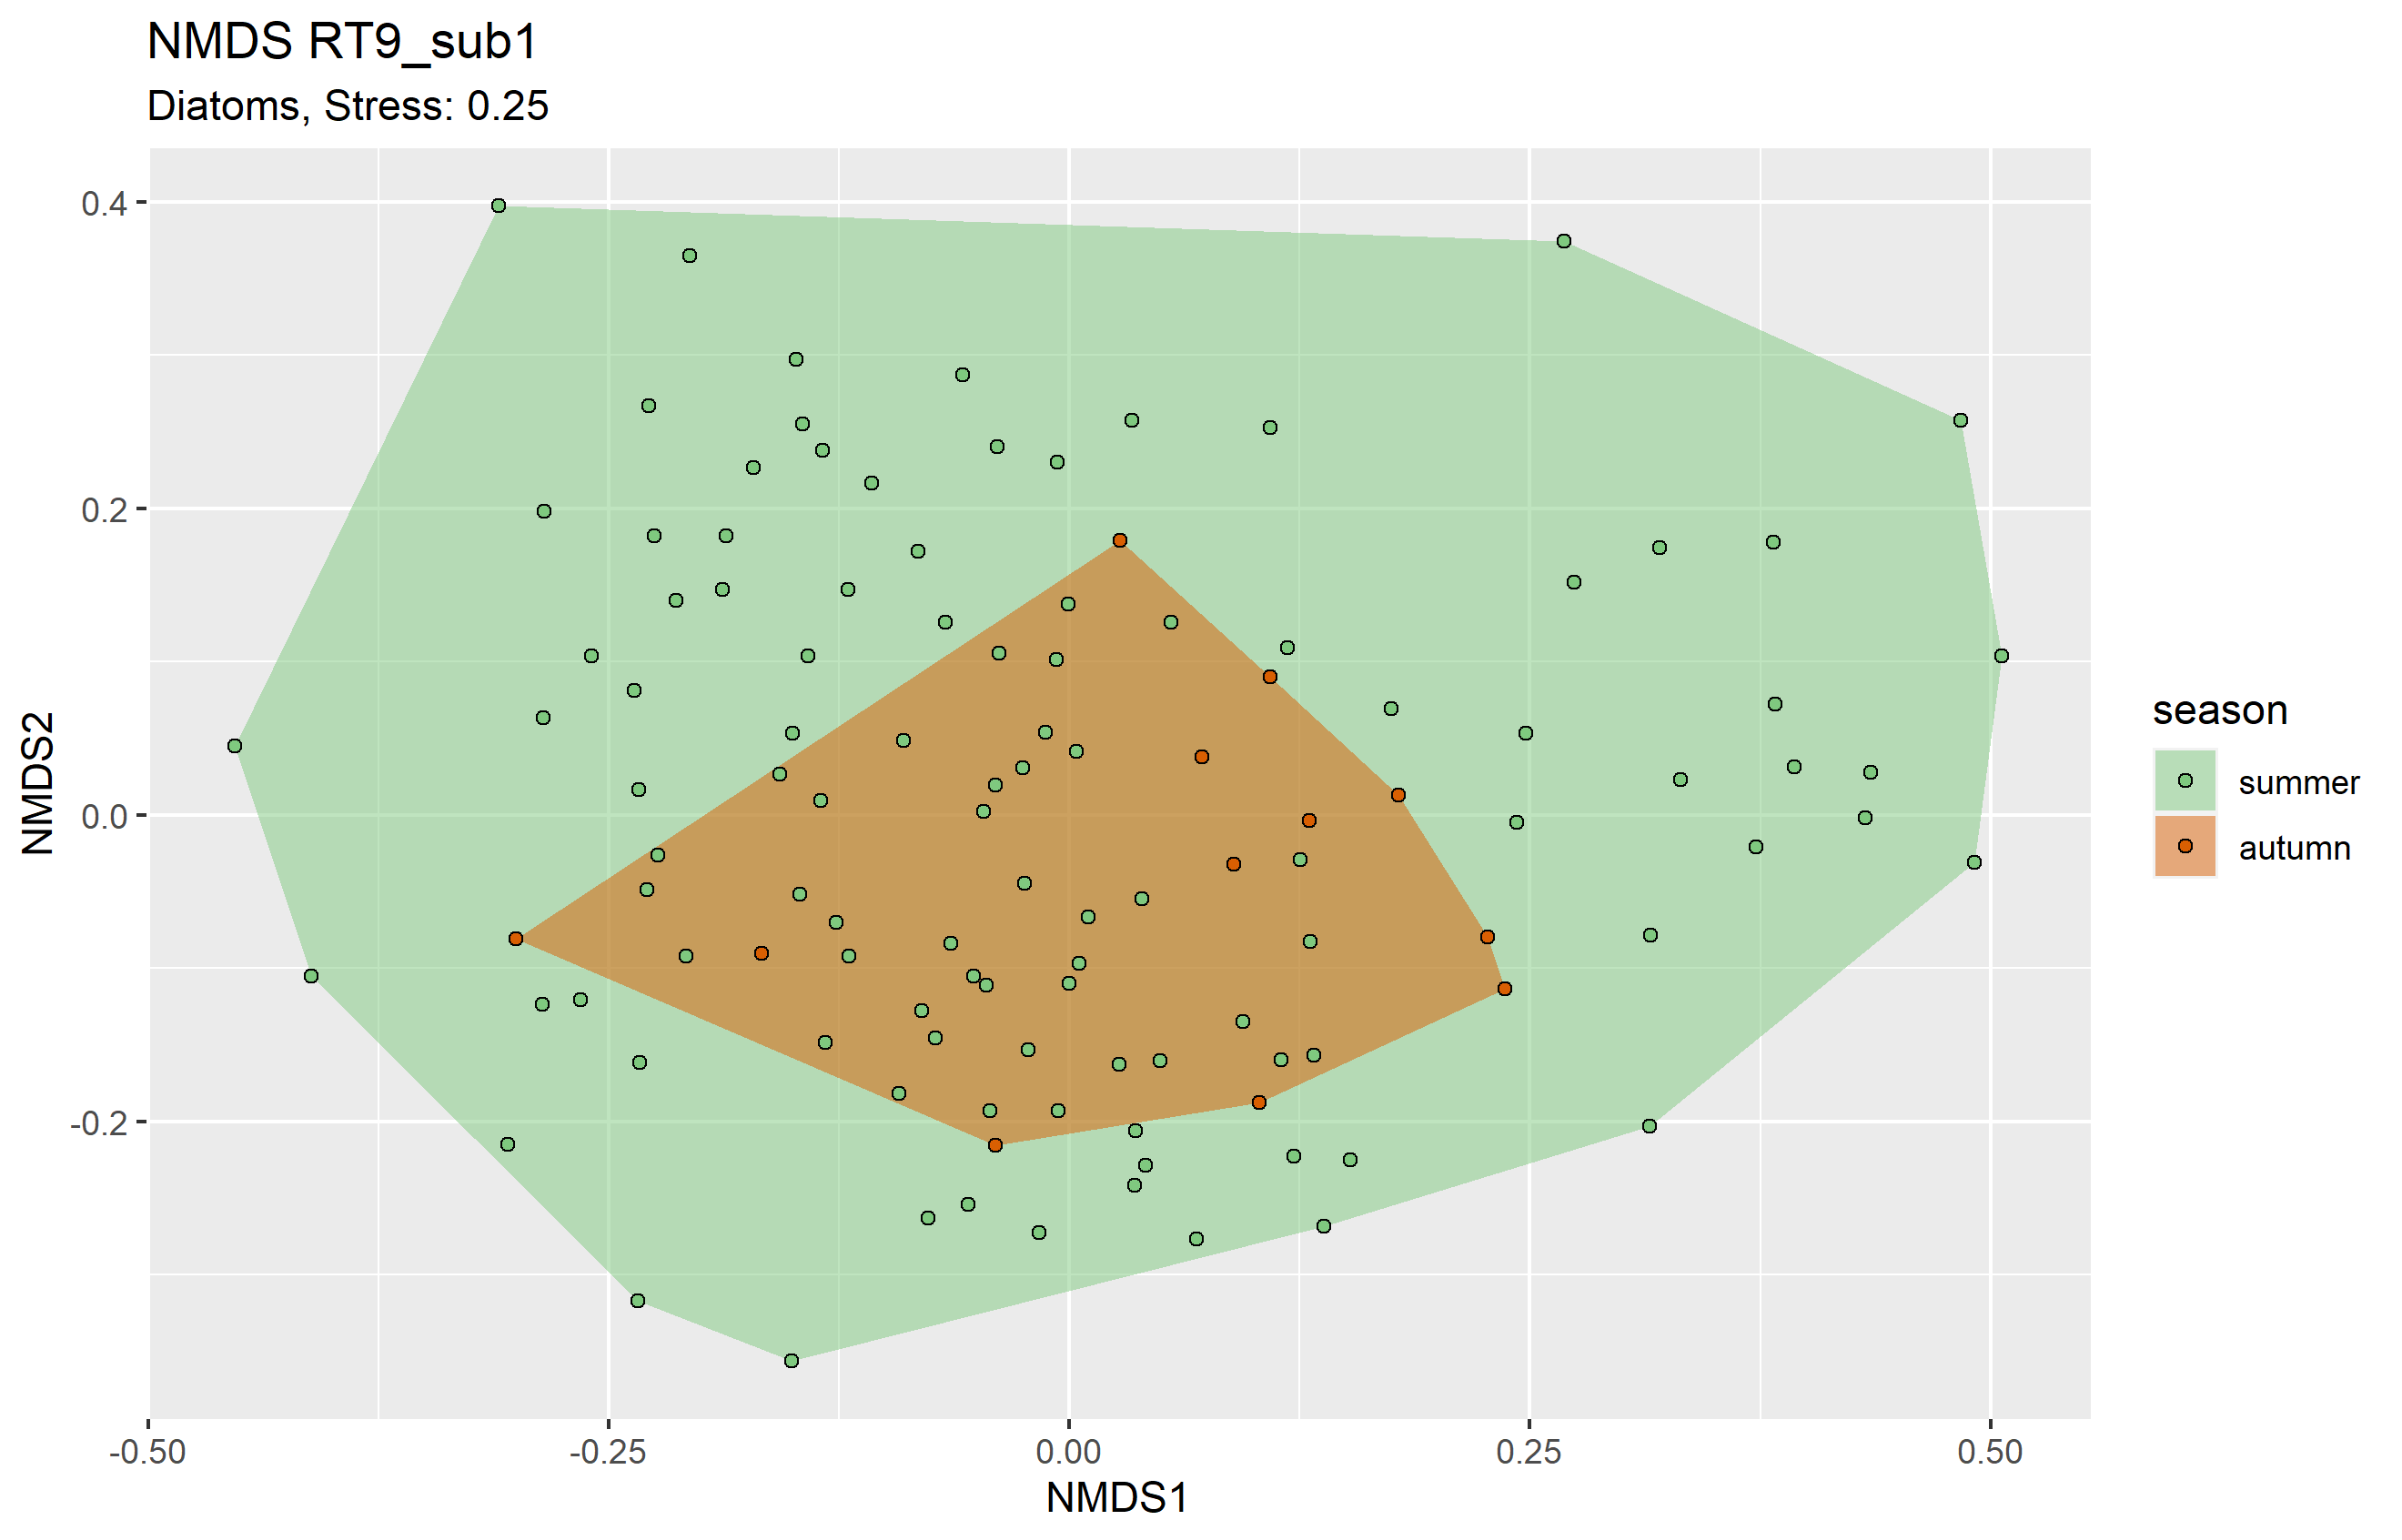 NMDS RT9_sub1
Diatoms, Stress: 0.25
0.4
0.2
0.0
-0.2
NMDS2
-0.50
-0.25
0.00
0.25
0.50
NMDS1
season
summer
autumn